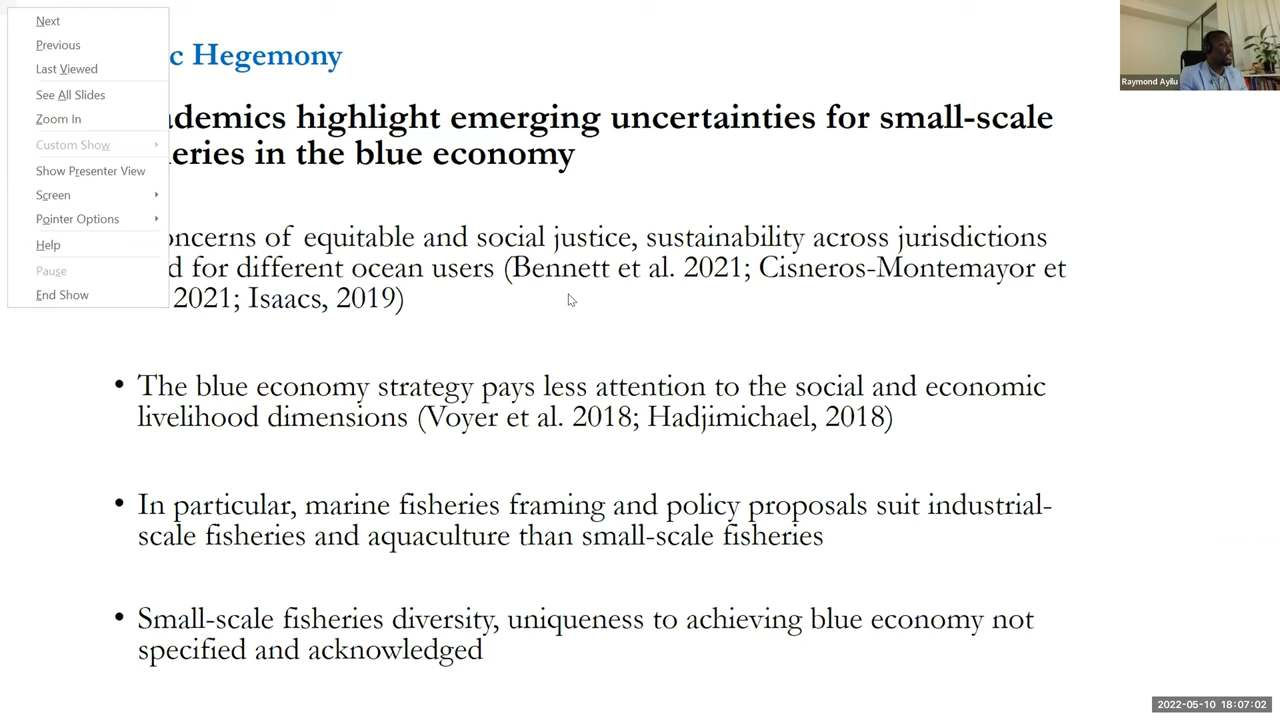 Next
Previous
Last Viewed
See All Slides
Zoom In
Custom Show
Show Presenter View
Screen
Pointer Options
Help
Pause
End Show
c Hegemony
ademics highlight emerging uncertainties for small-scale
eries in the blue economy
oncerns of equitable and social justice, sustainability across jurisdictions
d for different ocean users (Bennett et al. 2021; Cisneros-Montemayor et
2021; Isaacs, 2019)
• The blue economy strategy pays less attention to the social and economic
livelihood dimensions (Voyer et al. 2018; Hadjimichael, 2018)
• In particular, marine fisheries framing and policy proposals suit industrial-
scale fisheries and aquaculture than small-scale fisheries
• Small-scale fisheries diversity, uniqueness to achieving blue economy not
specified and acknowledged
Raymond Ayilu
2022-05-10 18:07:02